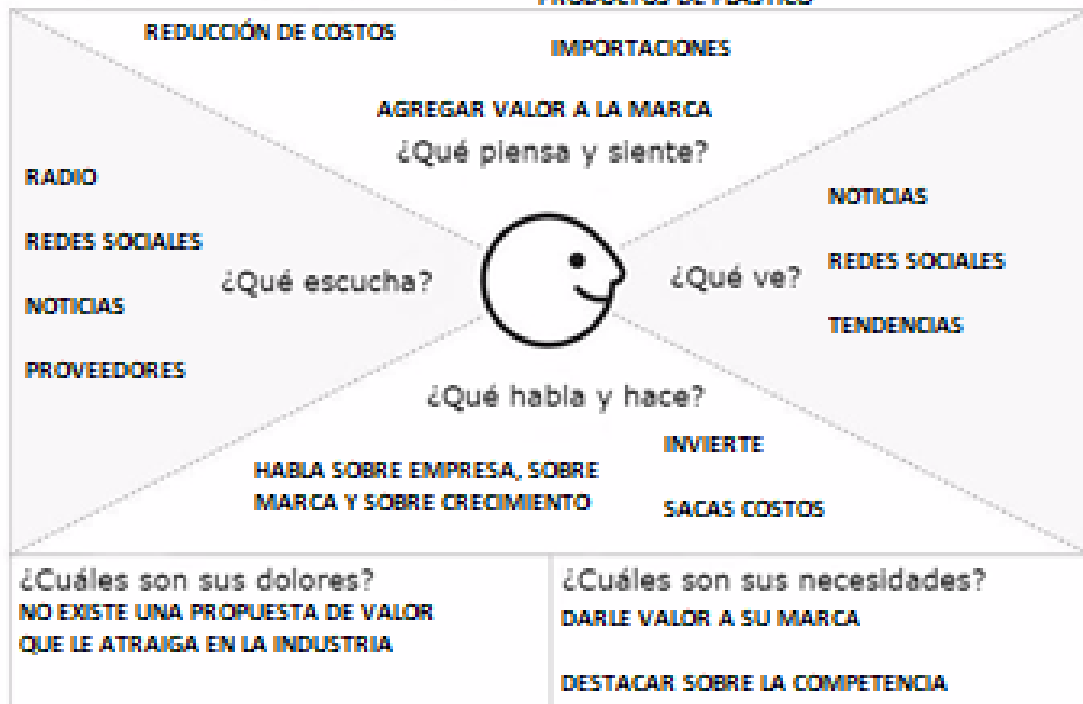 PRODUCTOS DE PLASTICO
REDUCCIÓN DE COSTOS
IMPORTACIONES
AGREGAR VALOR A LA MARCA
¿Qué piensa y siente?
RADIO
REDES SOCIALES
NOTICIAS
PROVEEDORES
¿Qué escucha?
¿Qué ve?
NOTICIAS
REDES SOCIALES
TENDENCIAS
¿Qué habla y hace?
HABLA SOBRE EMPRESA, SOBRE
MARCA Y SOBRE CRECIMIENTO
INVIERTE
SACAS COSTOS
¿Cuáles son sus dolores?
NO EXISTE UNA PROPUESTA DE VALOR
QUE LE ATRAIGA EN LA INDUSTRIA
¿Cuáles son sus necesidades?
DARLE VALOR A SU MARCA
DESTACAR SOBRE LA COMPETENCIA